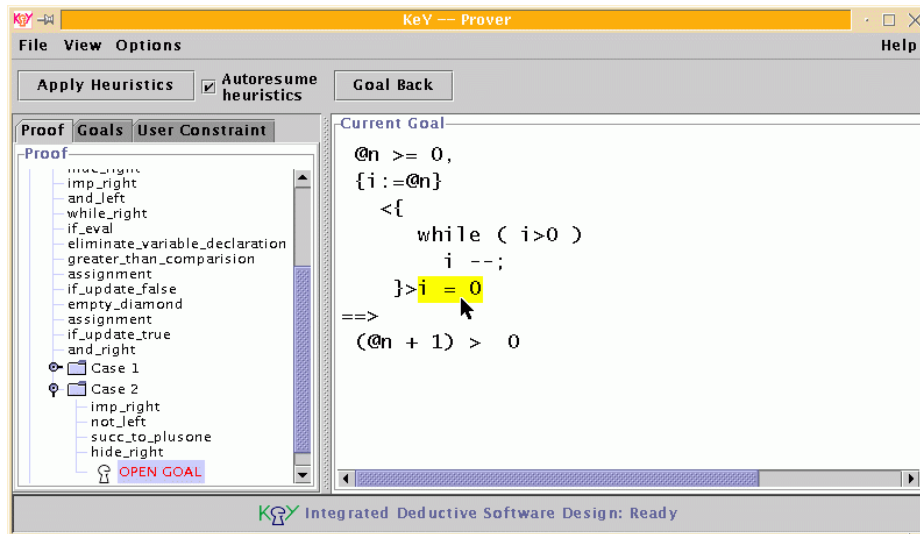 KeY -- Prover
File View Options Help
Apply Heuristics Autoresume heuristics Goal Back
Proof Goals User Constraint
Proof
imp_right
and_left
while_right
if_eval
eliminate_variable_declaration
greater_than_comparision
assignment
if_update_false
empty_diamond
assignment
if_update_true
and_right
Case 1
Case 2
imp_right
not_left
succ_to_plusone
hide_right
OPEN GOAL
Current Goal
@n >= 0,
{i:=@n}
<{
while ( i>0 )
i --;
}>i = 0
==>
(@n + 1) > 0
KeY Integrated Deductive Software Design: Ready